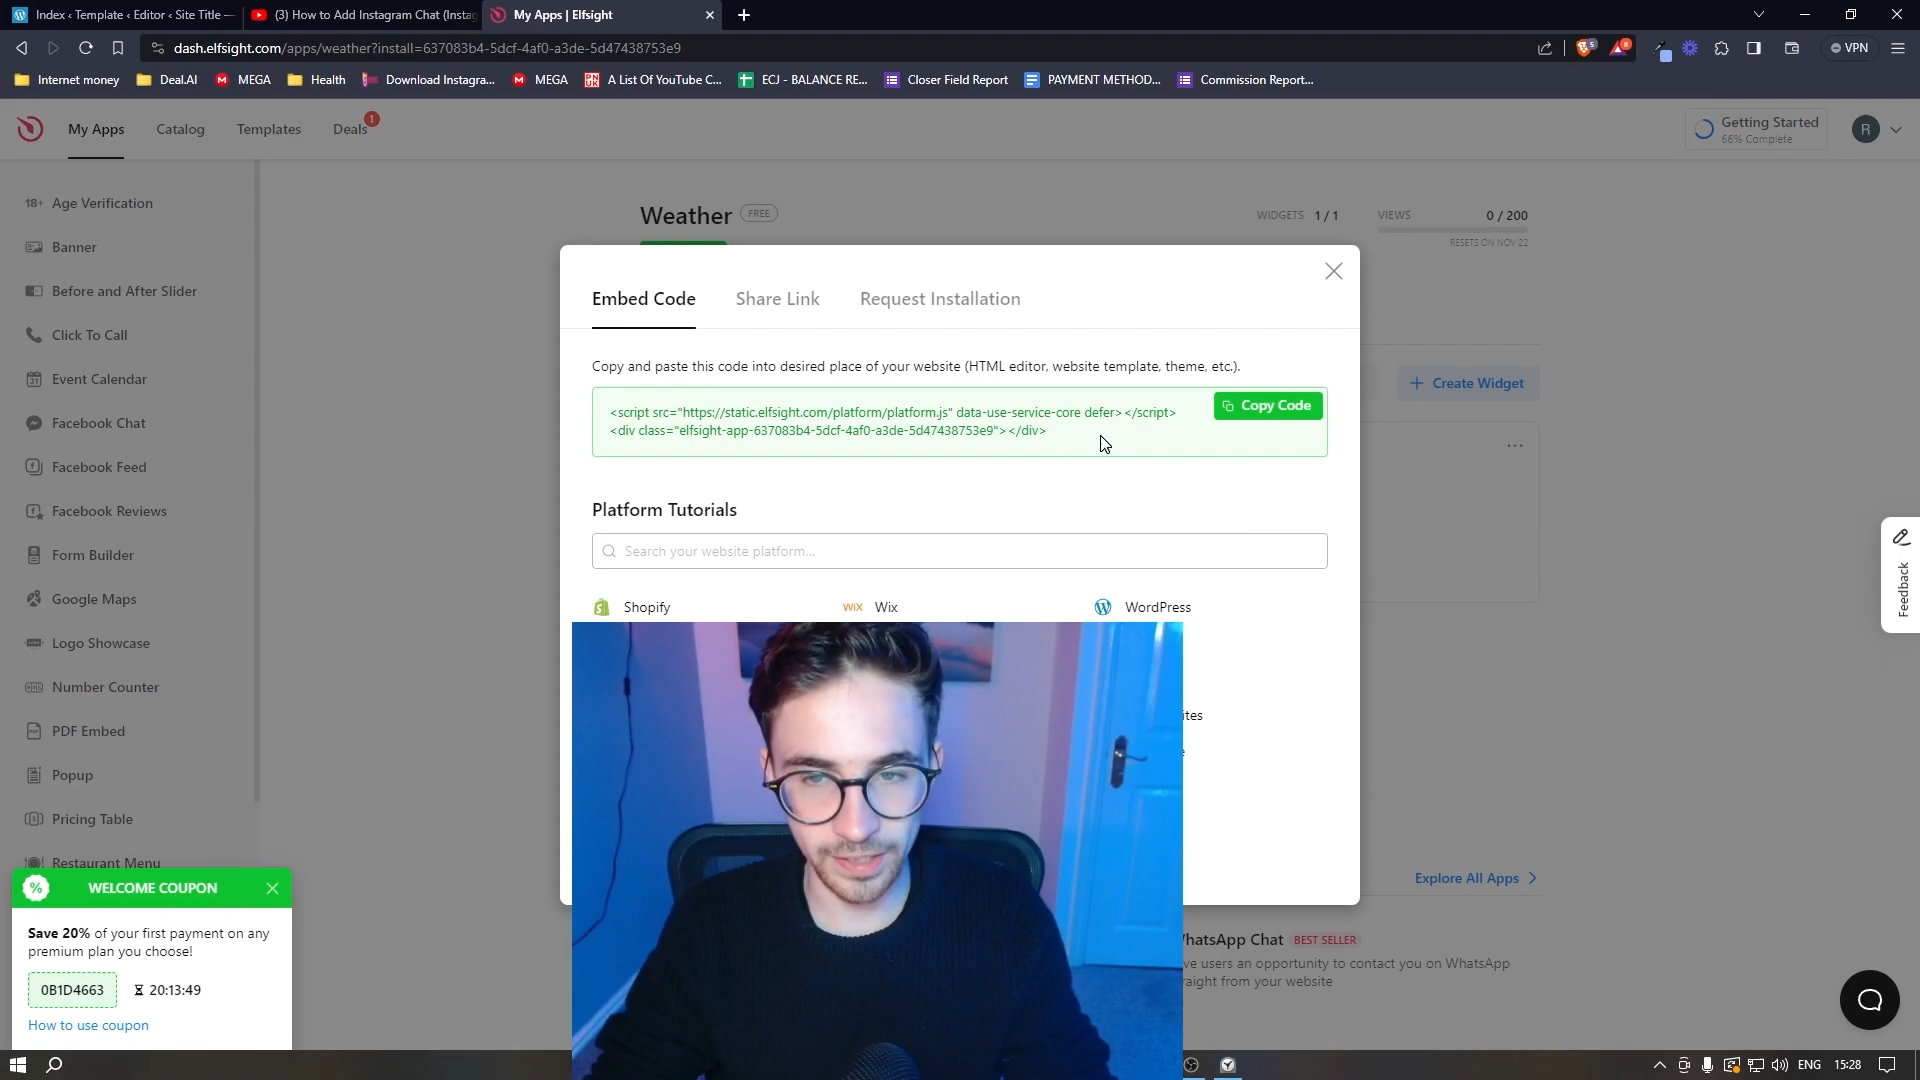 Index ‹ Template ‹ Editor ‹ Site Title —
(3) How to Add Instagram Chat (Instag
My Apps | Elfsight
dash.elfsight.com/apps/weather?install=637083b4-5dcf-4af0-a3de-5d47438753e9
VPN
Internet money
Deal.AI
MEGA
Health
Download Instagra...
MEGA
A List Of YouTube C...
ECJ - BALANCE RE...
Closer Field Report
PAYMENT METHOD...
Commission Report...
My Apps
Catalog
Templates
Deals
1
Getting Started
66% Complete
R
18+ Age Verification
Banner
Before and After Slider
Click To Call
Event Calendar
Facebook Chat
Facebook Feed
Facebook Reviews
Form Builder
Google Maps
Logo Showcase
Number Counter
PDF Embed
Popup
Pricing Table
Restaurant Menu
Weather FREE
WIDGETS 1 / 1
VIEWS 0 / 200
RESETS ON NOV 22
Create Widget
Embed Code
Share Link
Request Installation
Copy and paste this code into desired place of your website (HTML editor, website template, theme, etc.).
<script src="https://static.elfsight.com/platform/platform.js" data-use-service-core defer></script>
<div class="elfsight-app-637083b4-5dcf-4af0-a3de-5d47438753e9"></div>
Copy Code
Platform Tutorials
Search your website platform...
Shopify
WIX Wix
WordPress
ites
e
Feedback
Explore All Apps
hatsApp Chat BEST SELLER
ve users an opportunity to contact you on WhatsApp
raight from your website
% WELCOME COUPON
Save 20% of your first payment on any
premium plan you choose!
0B1D4663
20:13:49
How to use coupon
ENG
15:28